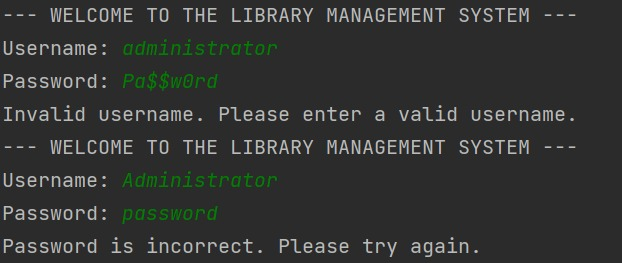 --- WELCOME TO THE LIBRARY MANAGEMENT SYSTEM ---
Username: administrator
Password: Pa$$w0rd
Invalid username. Please enter a valid username.
--- WELCOME TO THE LIBRARY MANAGEMENT SYSTEM ---
Username: Administrator
Password: password
Password is incorrect. Please try again.